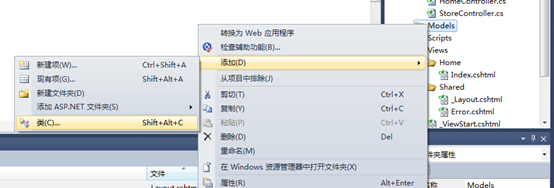 HomeController.cs
StoreController.cs
Models
Scripts
Views
Home
Index.cshtml
Shared
_Layout.cshtml
Error.cshtml
_ViewStart.cshtml
转换为 Web 应用程序
检查辅助功能(B)...
添加(D)
从项目中排除(J)
剪切(T) Ctrl+X
复制(Y) Ctrl+C
粘贴(P) Ctrl+V
删除(D) Del
重命名(M)
在 Windows 资源管理器中打开文件夹(X)
属性(R) Alt+Enter
新建项(W)... Ctrl+Shift+A
现有项(G)... Shift+Alt+A
新建文件夹(D)
添加 ASP.NET 文件夹(S)
类(C)... Shift+Alt+C
文件
Layout.cshtml
件夹属性
名称 Models